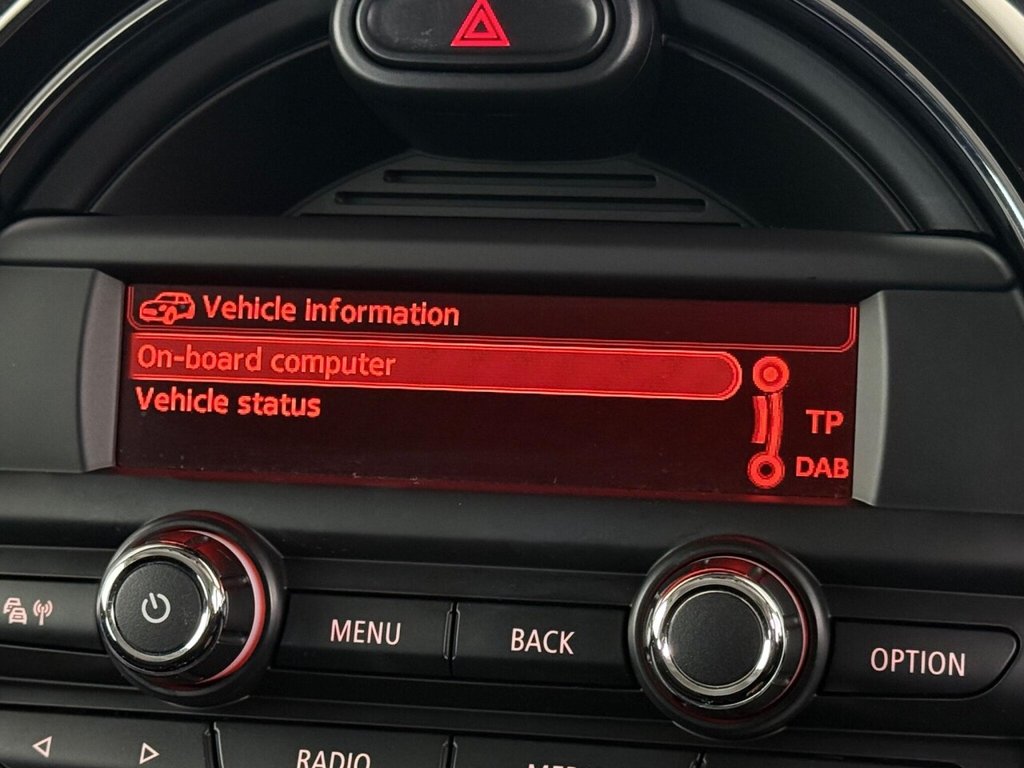 Vehicle information
On-board computer
Vehicle status
TP
DAB
MENU
BACK
OPTION
RADIO